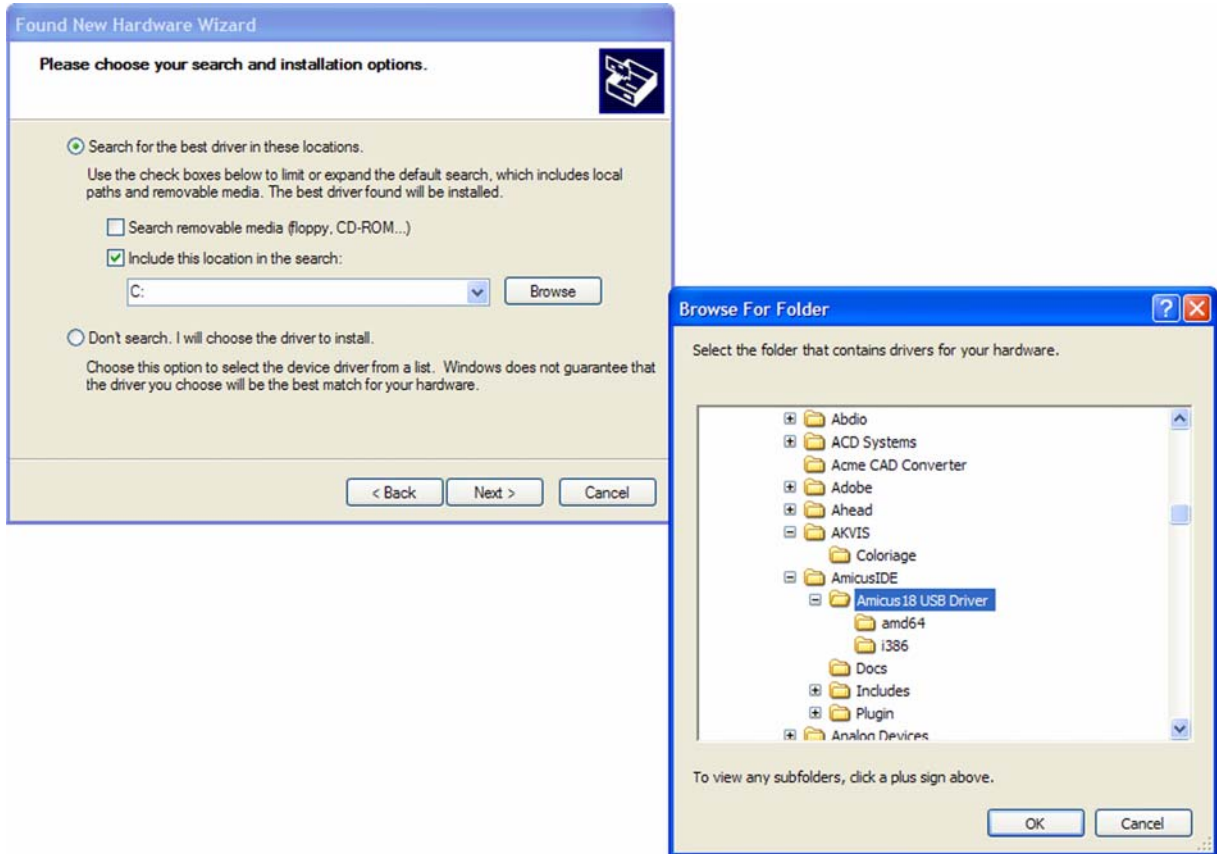 Found New Hardware Wizard
Please choose your search and installation options.
Search for the best driver in these locations.
Use the check boxes below to limit or expand the default search, which includes local
paths and removable media. The best driver found will be installed.
Search removable media (floppy, CD-ROM...)
Include this location in the search:
C:
Browse
Don't search. I will choose the driver to install.
Choose this option to select the device driver from a list. Windows does not guarantee that
the driver you choose will be the best match for your hardware.
< Back
Next >
Cancel
Browse For Folder
Select the folder that contains drivers for your hardware.
Abdio
ACD Systems
Acme CAD Converter
Adobe
Ahead
AKVIS
Coloriage
AmicusIDE
Amicus18 USB Driver
amd64
i386
Docs
Includes
Plugin
Analog Devices
To view any subfolders, click a plus sign above.
OK
Cancel